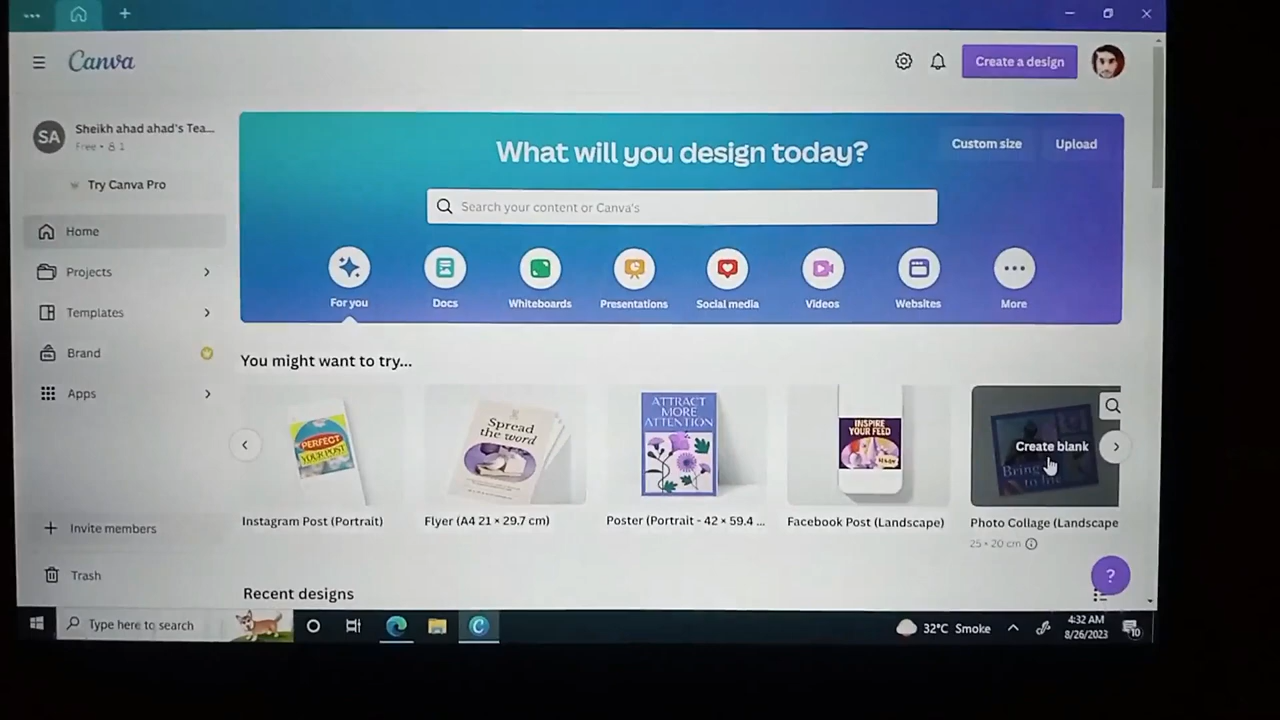 Canva
Create a design
SA
Sheikh ahad ahad's Tea...
Free • 1
Try Canva Pro
Home
Projects
Templates
Brand
Apps
Invite members
Trash
What will you design today?
Custom size
Upload
Search your content or Canva's
For you
Docs
Whiteboards
Presentations
Social media
Videos
Websites
More
You might want to try...
PERFECT
YOUR POST
Spread
the word
ATTRACT
MORE
ATTENTION
INSPIRE
YOUR FEED
Create blank
Bring
to life
Instagram Post (Portrait)
Flyer (A4 21 × 29.7 cm)
Poster (Portrait - 42 × 59.4 ...
Facebook Post (Landscape)
Photo Collage (Landscape
25 × 20 cm
Recent designs
?
Type here to search
C
32°C Smoke
4:32 AM
8/26/2023
10